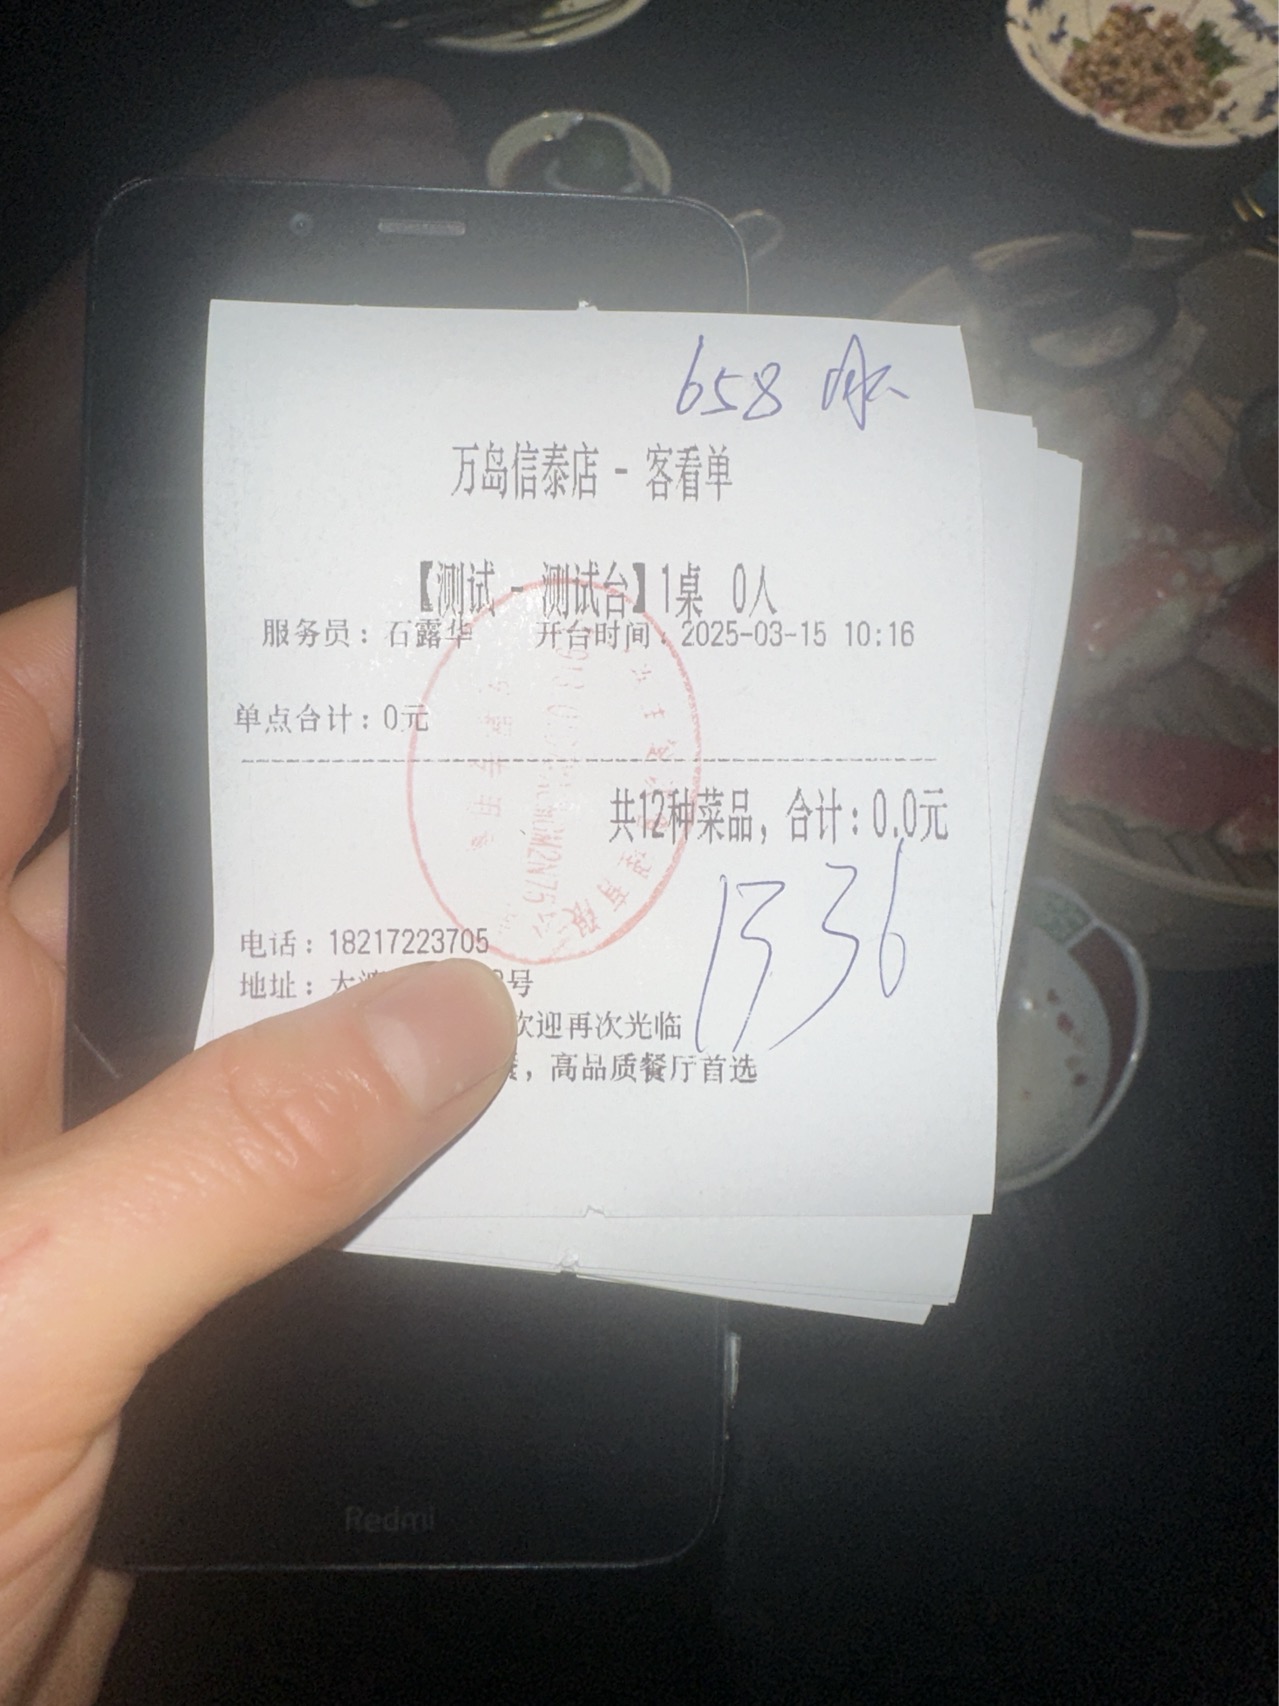 658
万岛信泰店 - 客看单
【测试 - 测试台】1桌 0人
服务员：石露华 开台时间：2025-03-15 10:16
单点合计：0元
共12种菜品，合计：0.0元
1536
电话：18217223705
地址：大 号
欢迎再次光临
，高品质餐厅首选
Redmi